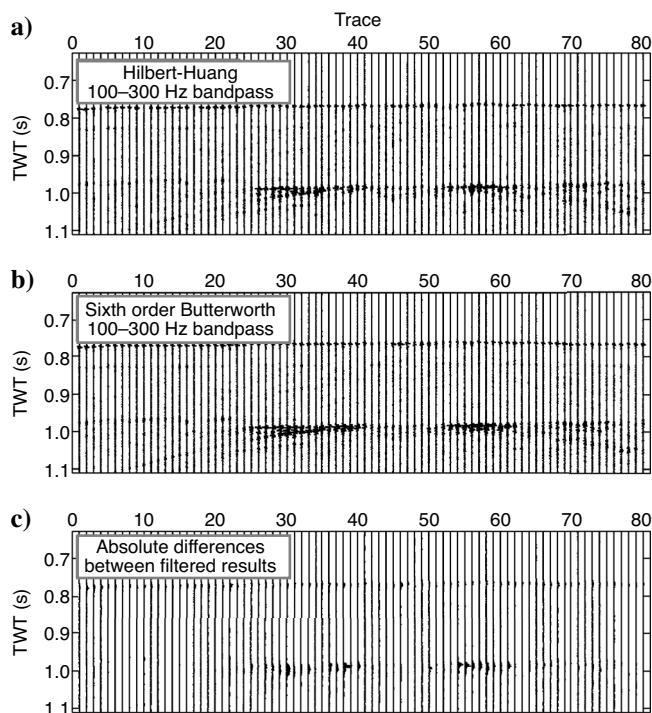 Trace
a)
0 10 20 30 40 50 60 70 80
Hilbert-Huang
100–300 Hz bandpass
TWT (s)
0.7
0.8
0.9
1.0
1.1
b)
0 10 20 30 40 50 60 70 80
Sixth order Butterworth
100–300 Hz bandpass
TWT (s)
0.7
0.8
0.9
1.0
1.1
c)
0 10 20 30 40 50 60 70 80
Absolute differences
between filtered results
TWT (s)
0.7
0.8
0.9
1.0
1.1